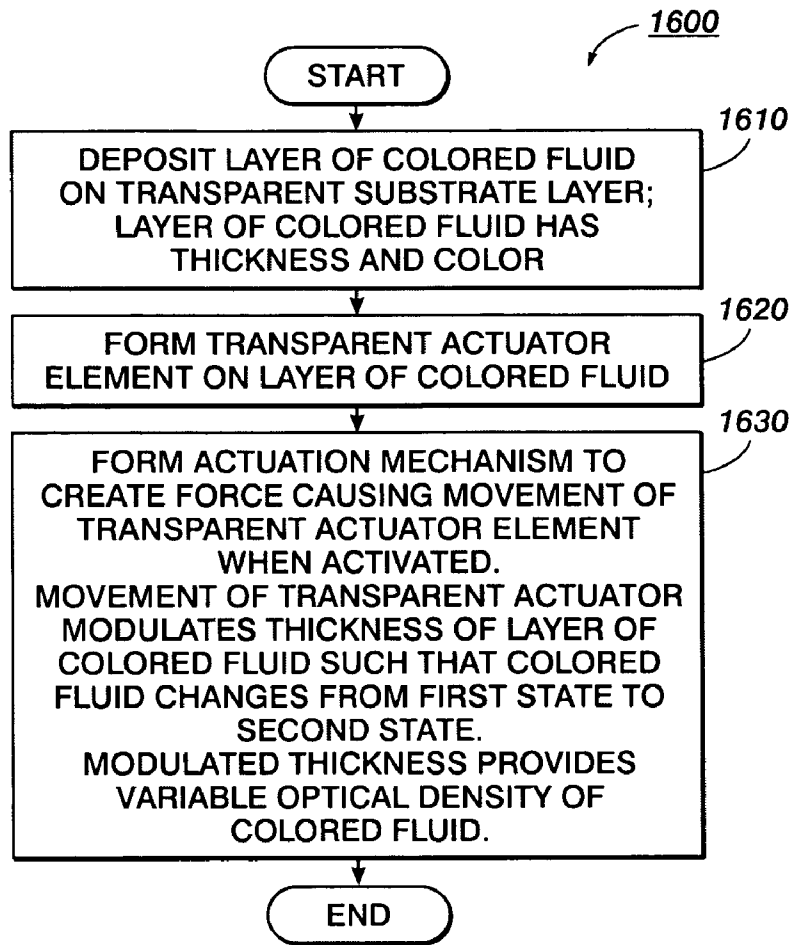 1600
START
1610
DEPOSIT LAYER OF COLORED FLUID
ON TRANSPARENT SUBSTRATE LAYER;
LAYER OF COLORED FLUID HAS
THICKNESS AND COLOR
1620
FORM TRANSPARENT ACTUATOR
ELEMENT ON LAYER OF COLORED FLUID
1630
FORM ACTUATION MECHANISM TO
CREATE FORCE CAUSING MOVEMENT OF
TRANSPARENT ACTUATOR ELEMENT
WHEN ACTIVATED.
MOVEMENT OF TRANSPARENT ACTUATOR
MODULATES THICKNESS OF LAYER OF
COLORED FLUID SUCH THAT COLORED
FLUID CHANGES FROM FIRST STATE TO
SECOND STATE.
MODULATED THICKNESS PROVIDES
VARIABLE OPTICAL DENSITY OF
COLORED FLUID.
END